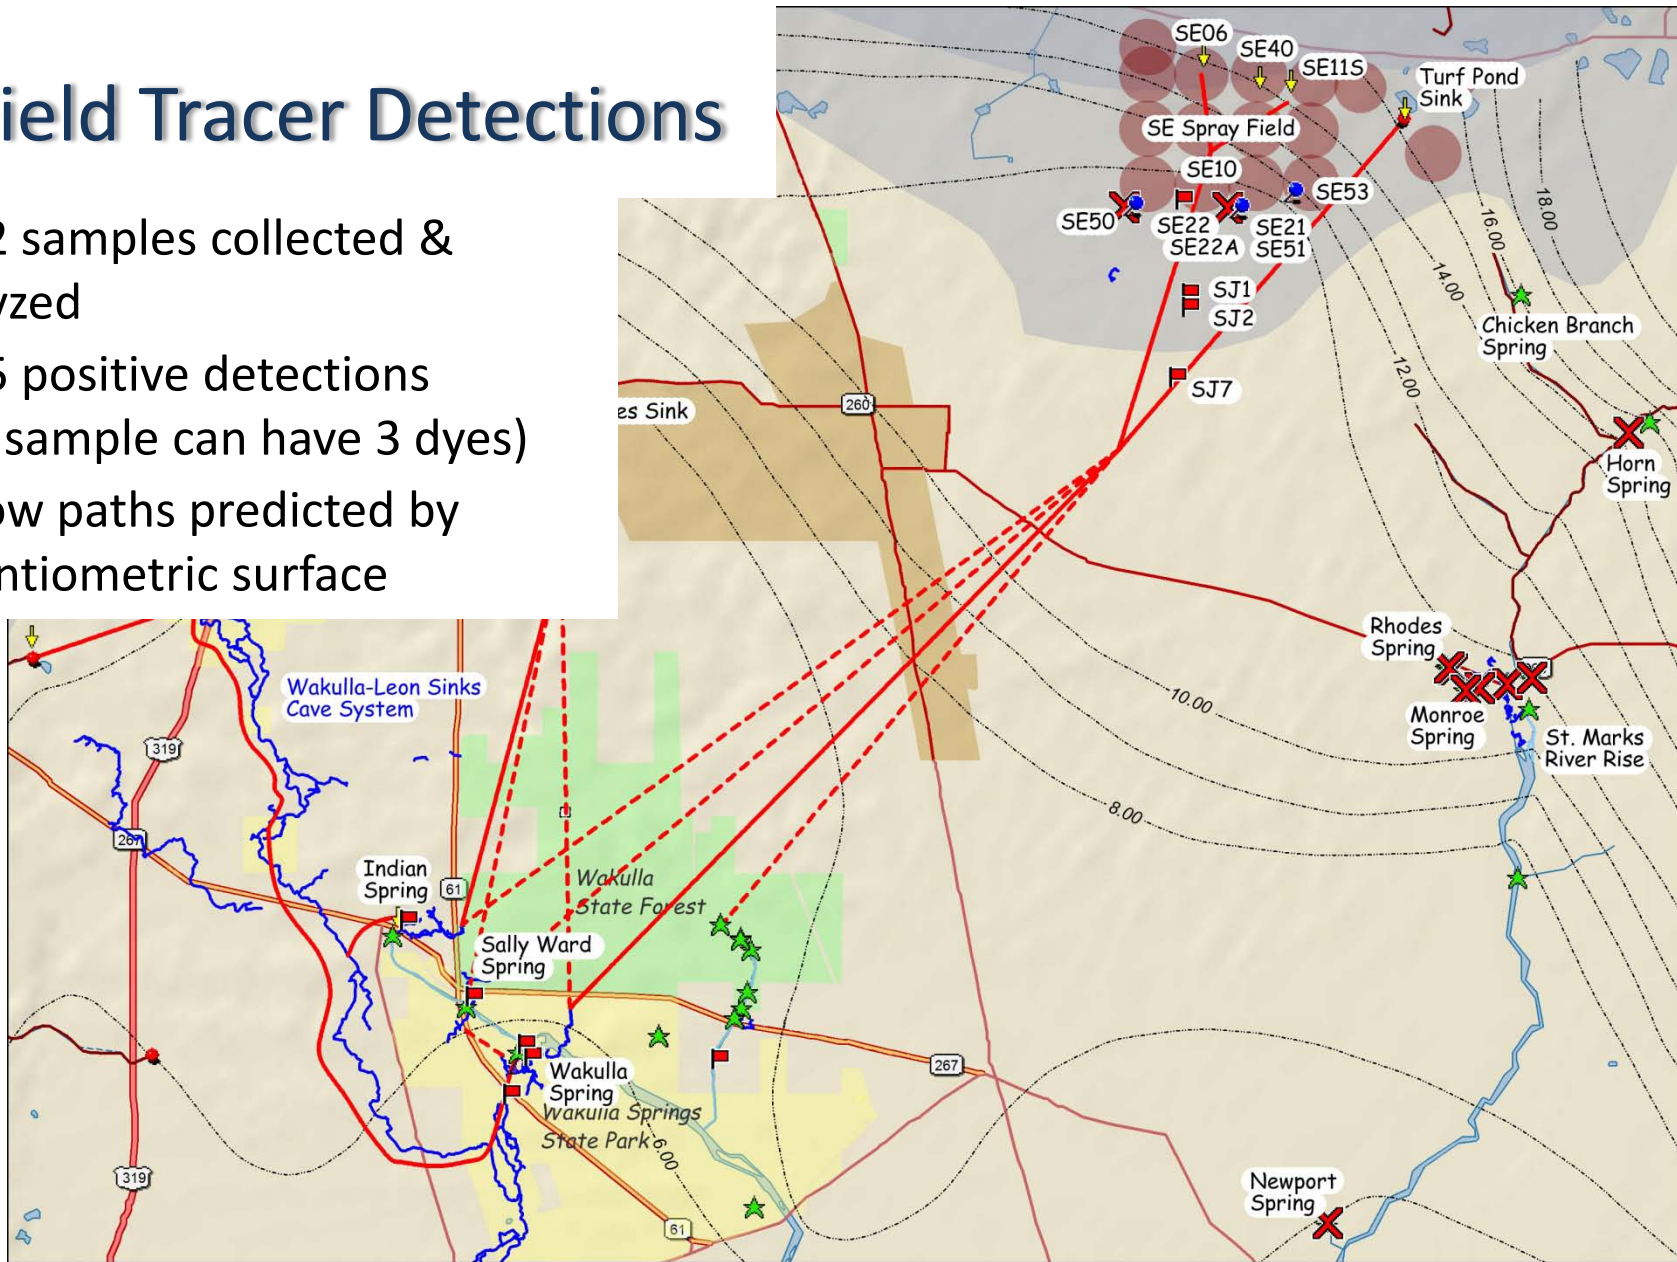 ield Tracer Detections
2 samples collected &
yzed
5 positive detections
sample can have 3 dyes)
ow paths predicted by
ntiometric surface
SE06
SE40
SE11S
Turf Pond
Sink
SE Spray Field
SE10
SE53
SE50
SE22
SE22A
SE21
SE51
SJ1
SJ2
SJ7
18.00
16.00
14.00
12.00
10.00
8.00
6.00
Chicken Branch
Spring
Horn
Spring
es Sink
260
Rhodes
Spring
Monroe
Spring
St. Marks
River Rise
Wakulla-Leon Sinks
Cave System
319
267
Indian
Spring
61
Wakulla
State Forest
Sally Ward
Spring
Wakulla
Spring
Wakulla Springs
State Park
267
319
61
Newport
Spring